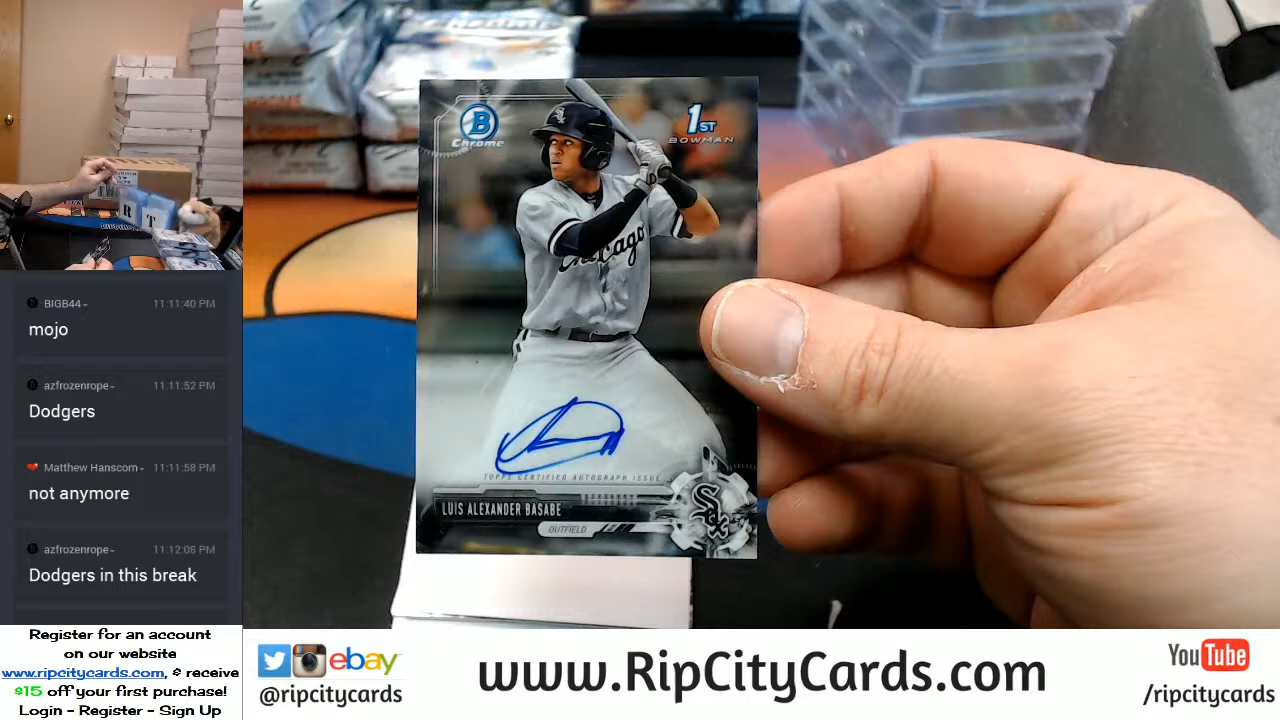 BIGB44
11:11:40 PM
mojo
azfrozenrope
11:11:52 PM
Dodgers
Matthew Hanscom
11:11:58 PM
not anymore
azfrozenrope
11:12:08 PM
Dodgers in this break
Register for an account
on our website
www.ripcitycards.com, & receive
$15 off your first purchase!
Login - Register - Sign Up
B
Chrome
1ST
BOWMAN
Chicago
TOPPS CERTIFIED AUTOGRAPH ISSUE
LUIS ALEXANDER BASABE
OUTFIELD
Sox
R T
ebay
@ripcitycards
www.RipCityCards.com
YouTube
/ripcitycards